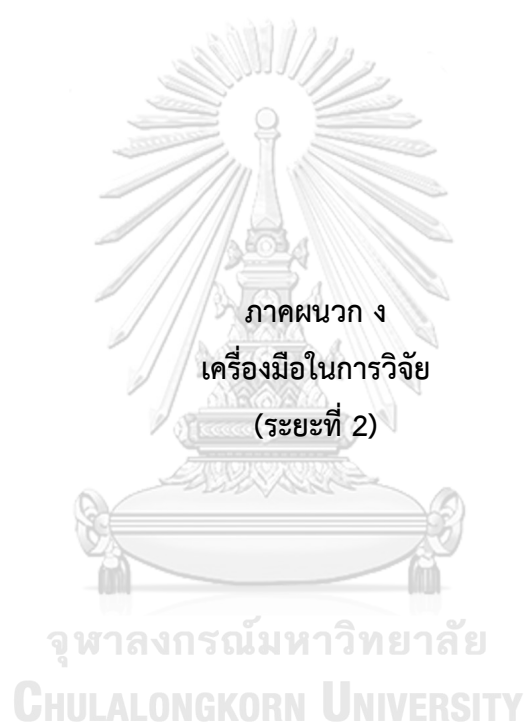 ภาคผนวก ง
เครื่องมือในการวิจัย
(ระยะที่ 2)
จุฬาลงกรณ์มหาวิทยาลัย
CHULALONGKORN UNIVERSITY